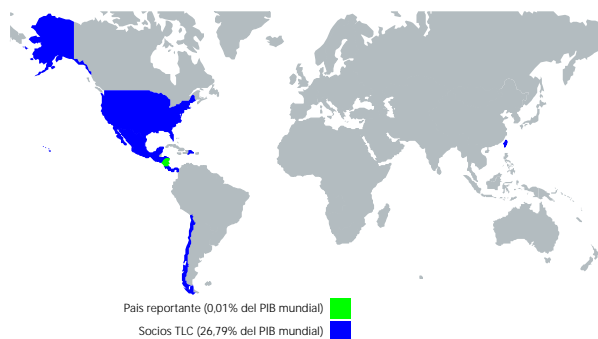 Pais reportante (0,01% del PIB mundial)
Socios TLC (26,79% del PIB mundial)